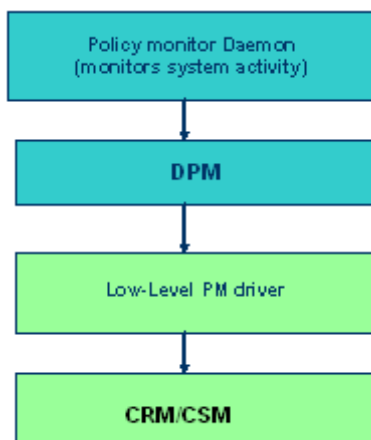 Policy monitor Daemon
(monitors system activity)
DPM
Low-Level PM driver
CRM/CSM